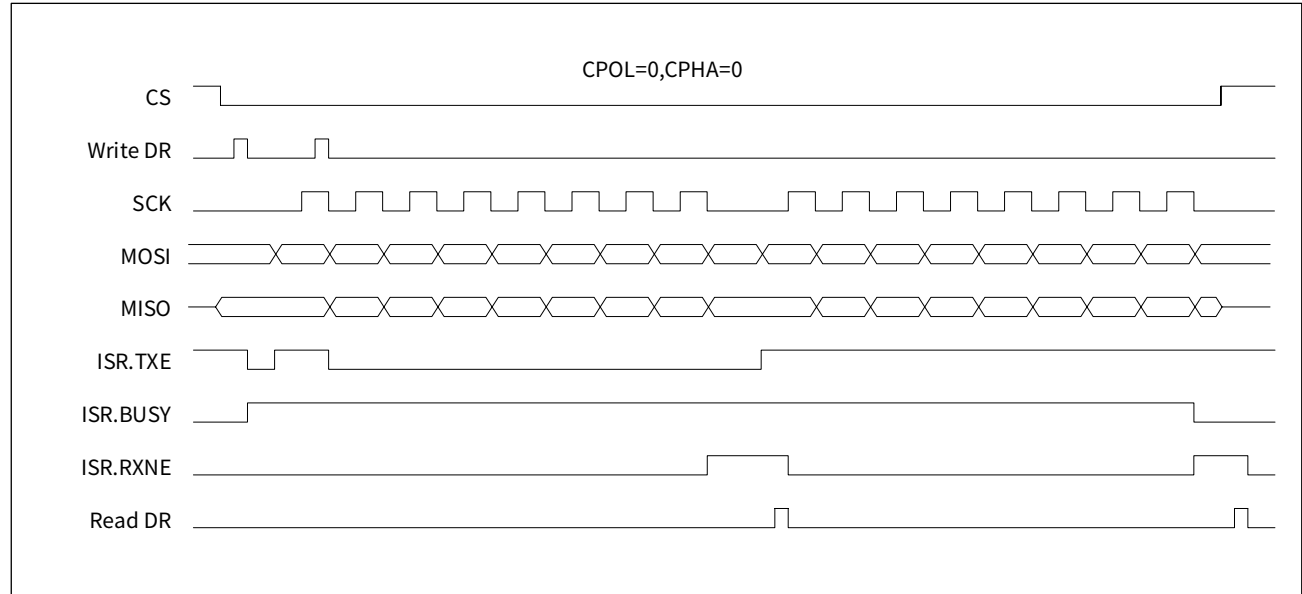 CPOL=0,CPHA=0
CS
Write DR
SCK
MOSI
MISO
ISR.TXE
ISR.BUSY
ISR.RXNE
Read DR